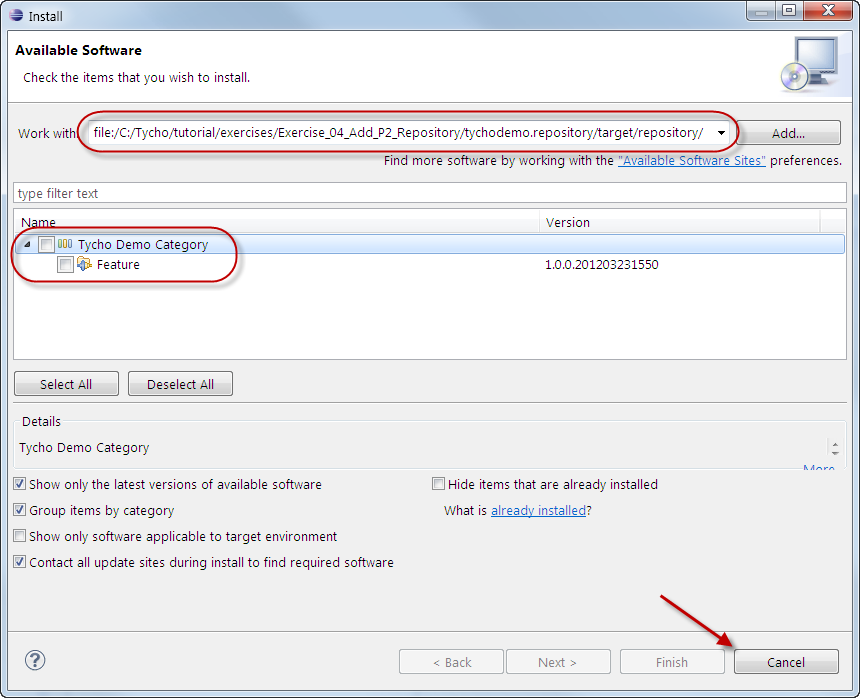 Install
Available Software
Check the items that you wish to install.
Work with: file:/C:/Tycho/tutorial/exercises/Exercise_04_Add_P2_Repository/tychodemo.repository/target/repository/ Add...
Find more software by working with the "Available Software Sites" preferences.
type filter text
Name Version
Tycho Demo Category
Feature 1.0.0.201203231550
Select All Deselect All
Details
Tycho Demo Category
More...
Show only the latest versions of available software Hide items that are already installed
Group items by category What is already installed?
Show only software applicable to target environment
Contact all update sites during install to find required software
? < Back Next > Finish Cancel